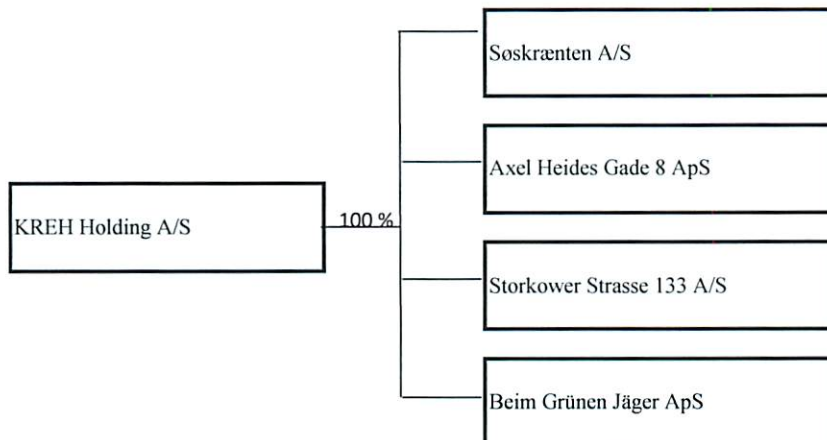 Søskrænten A/S
Axel Heides Gade 8 ApS
KREH Holding A/S
100 %
Storkower Strasse 133 A/S
Beim Grünen Jäger ApS